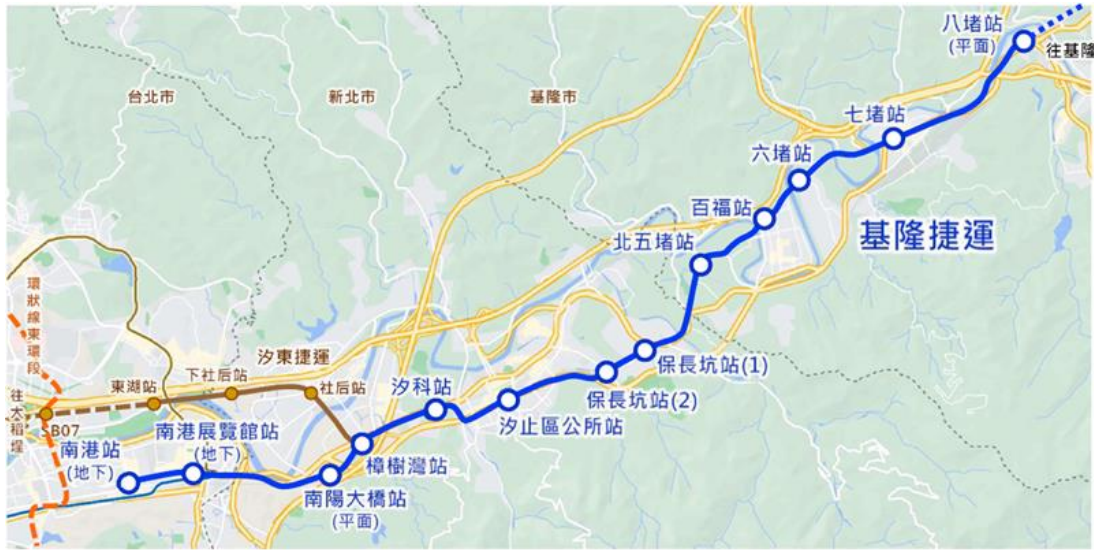 八堵站
(平面)
往基隆
台北市
新北市
基隆市
七堵站
六堵站
百福站
北五堵站
基隆捷運
環狀線東環段
汐東捷運
下社后站
社后站
東湖站
汐科站
保長坑站(1)
保長坑站(2)
汐止區公所站
往大稻埕
SB07
南港展覽館站
(地下)
南港站
(地下)
樟樹灣站
南陽大橋站
(平面)